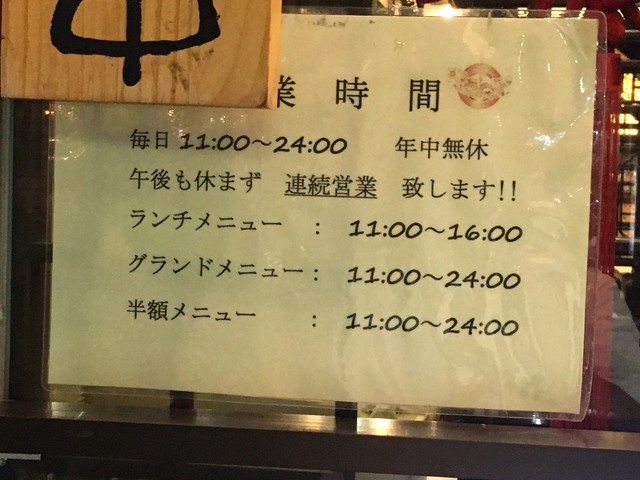 業時間
毎日 11:00～24:00 年中無休
午後も休まず 連続営業 致します!!
ランチメニュー : 11:00～16:00
グランドメニュー: 11:00～24:00
半額メニュー : 11:00～24:00